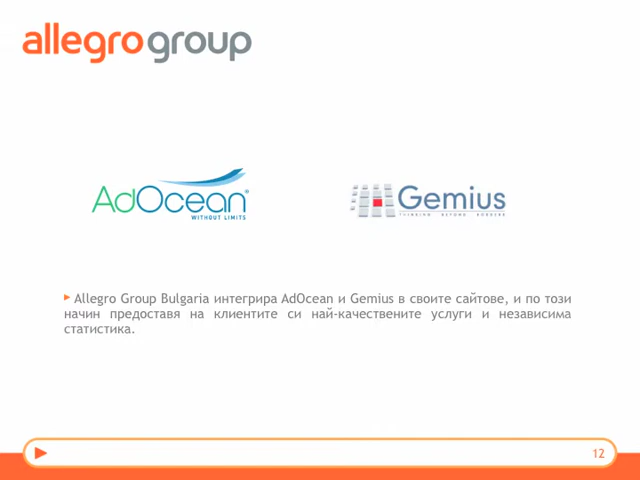 allegrogroup
AdOcean®
WITHOUT LIMITS
Gemius
THINKING BEYOND BORDERS
Allegro Group Bulgaria интегрира AdOcean и Gemius в своите сайтове, и по този
начин предоставя на клиентите си най-качествените услуги и независима
статистика.
12